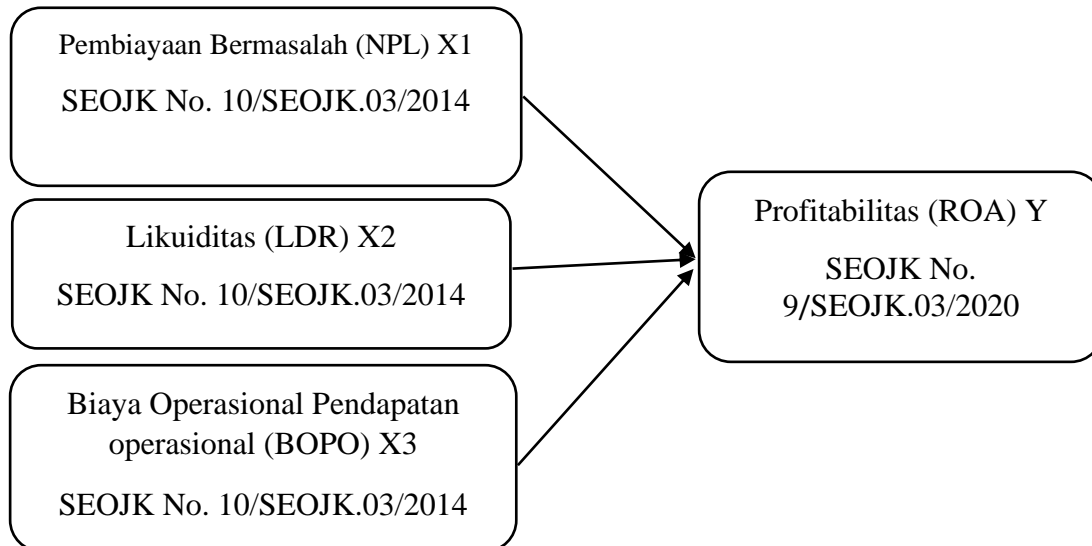 Pembiayaan Bermasalah (NPL) X1
SEOJK No. 10/SEOJK.03/2014
Likuiditas (LDR) X2
SEOJK No. 10/SEOJK.03/2014
Biaya Operasional Pendapatan
operasional (BOPO) X3
SEOJK No. 10/SEOJK.03/2014
Profitabilitas (ROA) Y
SEOJK No.
9/SEOJK.03/2020